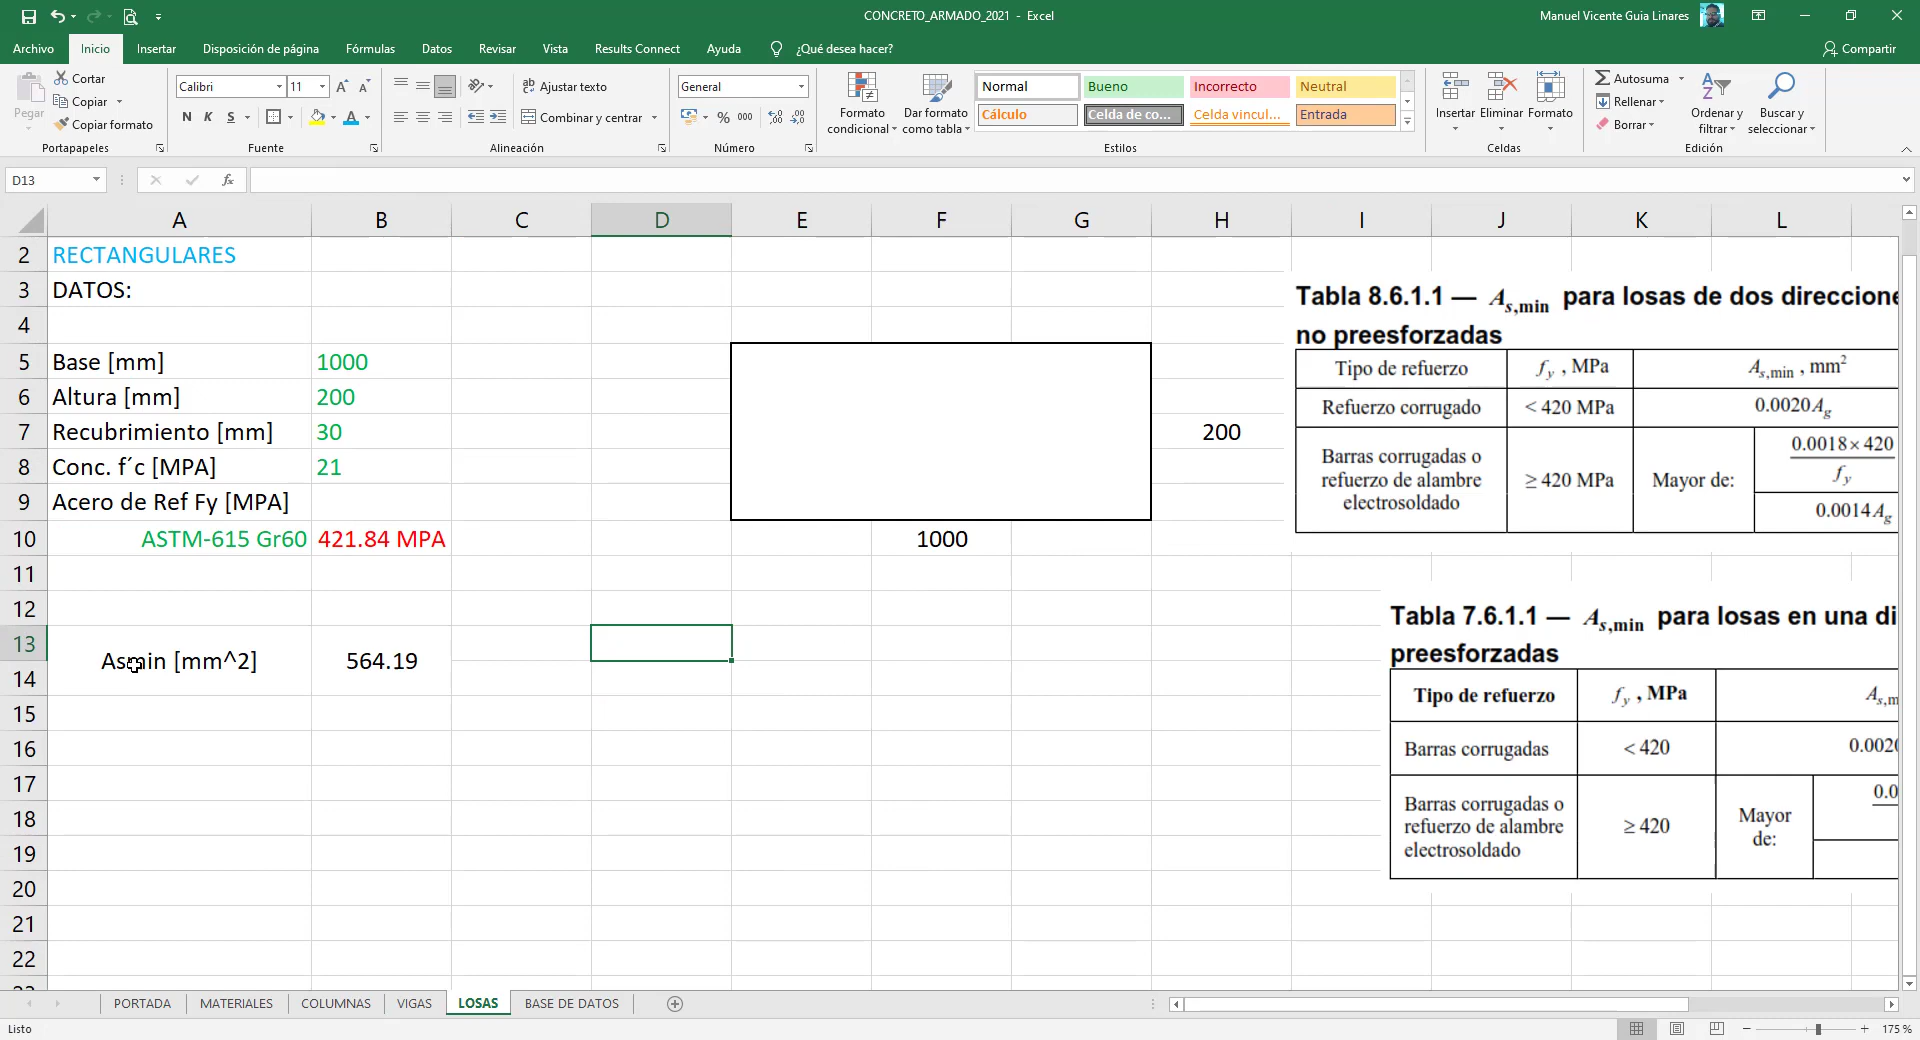 CONCRETO_ARMADO_2021 - Excel
Manuel Vicente Guia Linares
Archivo Inicio Insertar Disposición de página Fórmulas Datos Revisar Vista Results Connect Ayuda ¿Qué desea hacer? Compartir
Pegar
Cortar
Copiar
Copiar formato
Portapapeles
Calibri 11
N K S
Fuente
Ajustar texto
Combinar y centrar
Alineación
General
% 000
Número
Formato condicional
Dar formato como tabla
Normal Bueno Incorrecto Neutral
Cálculo Celda de co... Celda vincul... Entrada
Estilos
Insertar Eliminar Formato
Celdas
Autosuma
Rellenar
Borrar
Ordenar y filtrar
Buscar y seleccionar
Edición
D13
fx
A B C D E F G H I J K L
2 RECTANGULARES
3 DATOS:
4
5 Base [mm] 1000
6 Altura [mm] 200
7 Recubrimiento [mm] 30 200
8 Conc. f´c [MPA] 21
9 Acero de Ref Fy [MPA]
10 ASTM-615 Gr60 421.84 MPA 1000
11
12
13
Asmin [mm^2] 564.19
14
15
16
17
18
19
20
21
22
Tabla 8.6.1.1 — As,min para losas de dos direccione
no preesforzadas
Tipo de refuerzo fy , MPa As,min , mm²
Refuerzo corrugado < 420 MPa 0.0020Ag
Barras corrugadas o
refuerzo de alambre
electrosoldado
≥ 420 MPa Mayor de:
0.0018 × 420
fy
0.0014Ag
Tabla 7.6.1.1 — As,min para losas en una di
preesforzadas
Tipo de refuerzo fy , MPa As,m
Barras corrugadas < 420 0.0020
Barras corrugadas o
refuerzo de alambre
electrosoldado
≥ 420
Mayor
de:
0.0
PORTADA MATERIALES COLUMNAS VIGAS LOSAS BASE DE DATOS
Listo
175 %